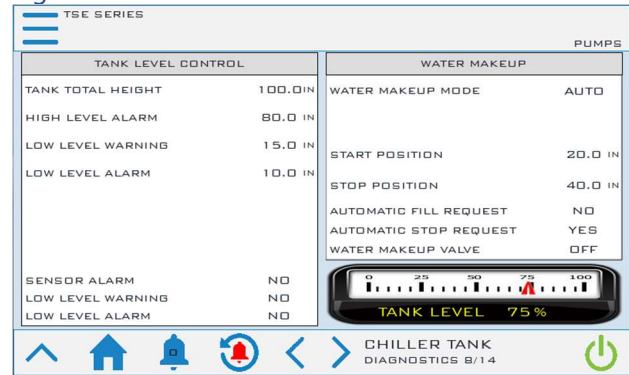 TSE SERIES
PUMPS
TANK LEVEL CONTROL
TANK TOTAL HEIGHT 100.0 IN
HIGH LEVEL ALARM 80.0 IN
LOW LEVEL WARNING 15.0 IN
LOW LEVEL ALARM 10.0 IN
SENSOR ALARM NO
LOW LEVEL WARNING NO
LOW LEVEL ALARM NO
WATER MAKEUP
WATER MAKEUP MODE AUTO
START POSITION 20.0 IN
STOP POSITION 40.0 IN
AUTOMATIC FILL REQUEST NO
AUTOMATIC STOP REQUEST YES
WATER MAKEUP VALVE OFF
0 25 50 75 100
TANK LEVEL 75%
0
CHILLER TANK
DIAGNOSTICS 8/14